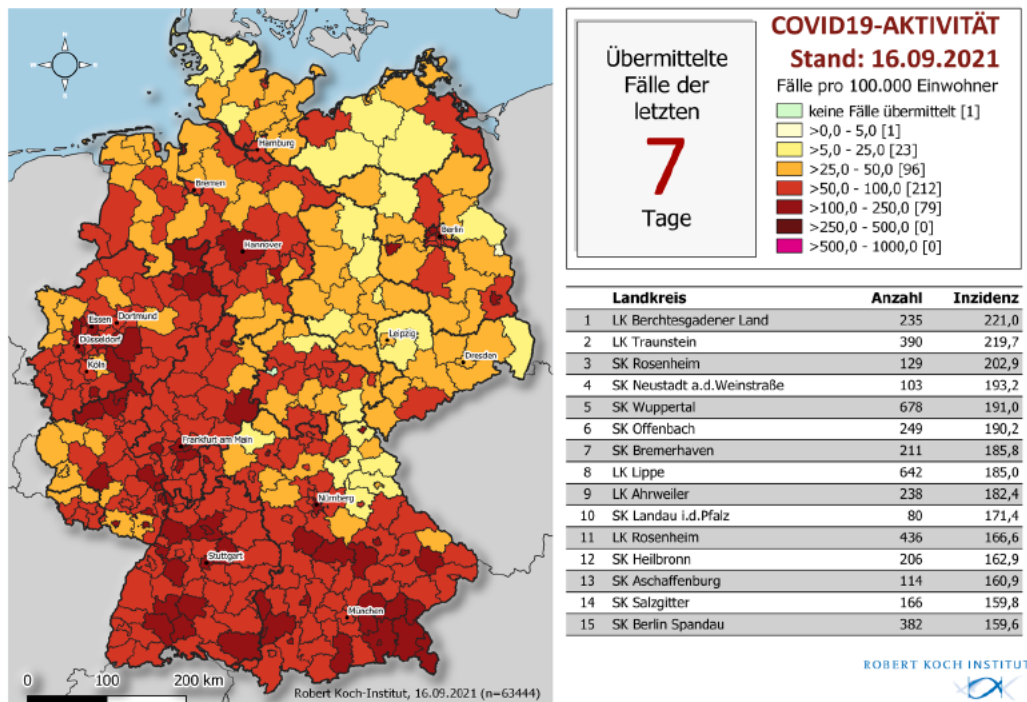 COVID19-AKTIVITÄT
Stand: 16.09.2021
Übermittelte
Fälle der
letzten
7
Tage
Fälle pro 100.000 Einwohner
keine Fälle übermittelt [1]
>0,0 - 5,0 [1]
>5,0 - 25,0 [23]
>25,0 - 50,0 [96]
>50,0 - 100,0 [212]
>100,0 - 250,0 [79]
>250,0 - 500,0 [0]
>500,0 - 1000,0 [0]
Hamburg
Bremen
Berlin
Hannover
Essen
Dortmund
Düsseldorf
Leipzig
Köln
Dresden
Frankfurt am Main
Nürnberg
Stuttgart
München
0 100 200 km
Robert Koch-Institut, 16.09.2021 (n=63444)
Landkreis Anzahl Inzidenz
1 LK Berchtesgadener Land 235 221,0
2 LK Traunstein 390 219,7
3 SK Rosenheim 129 202,9
4 SK Neustadt a.d.Weinstraße 103 193,2
5 SK Wuppertal 678 191,0
6 SK Offenbach 249 190,2
7 SK Bremerhaven 211 185,8
8 LK Lippe 642 185,0
9 LK Ahrweiler 238 182,4
10 SK Landau i.d.Pfalz 80 171,4
11 LK Rosenheim 436 166,6
12 SK Heilbronn 206 162,9
13 SK Aschaffenburg 114 160,9
14 SK Salzgitter 166 159,8
15 SK Berlin Spandau 382 159,6
ROBERT KOCH INSTITUT